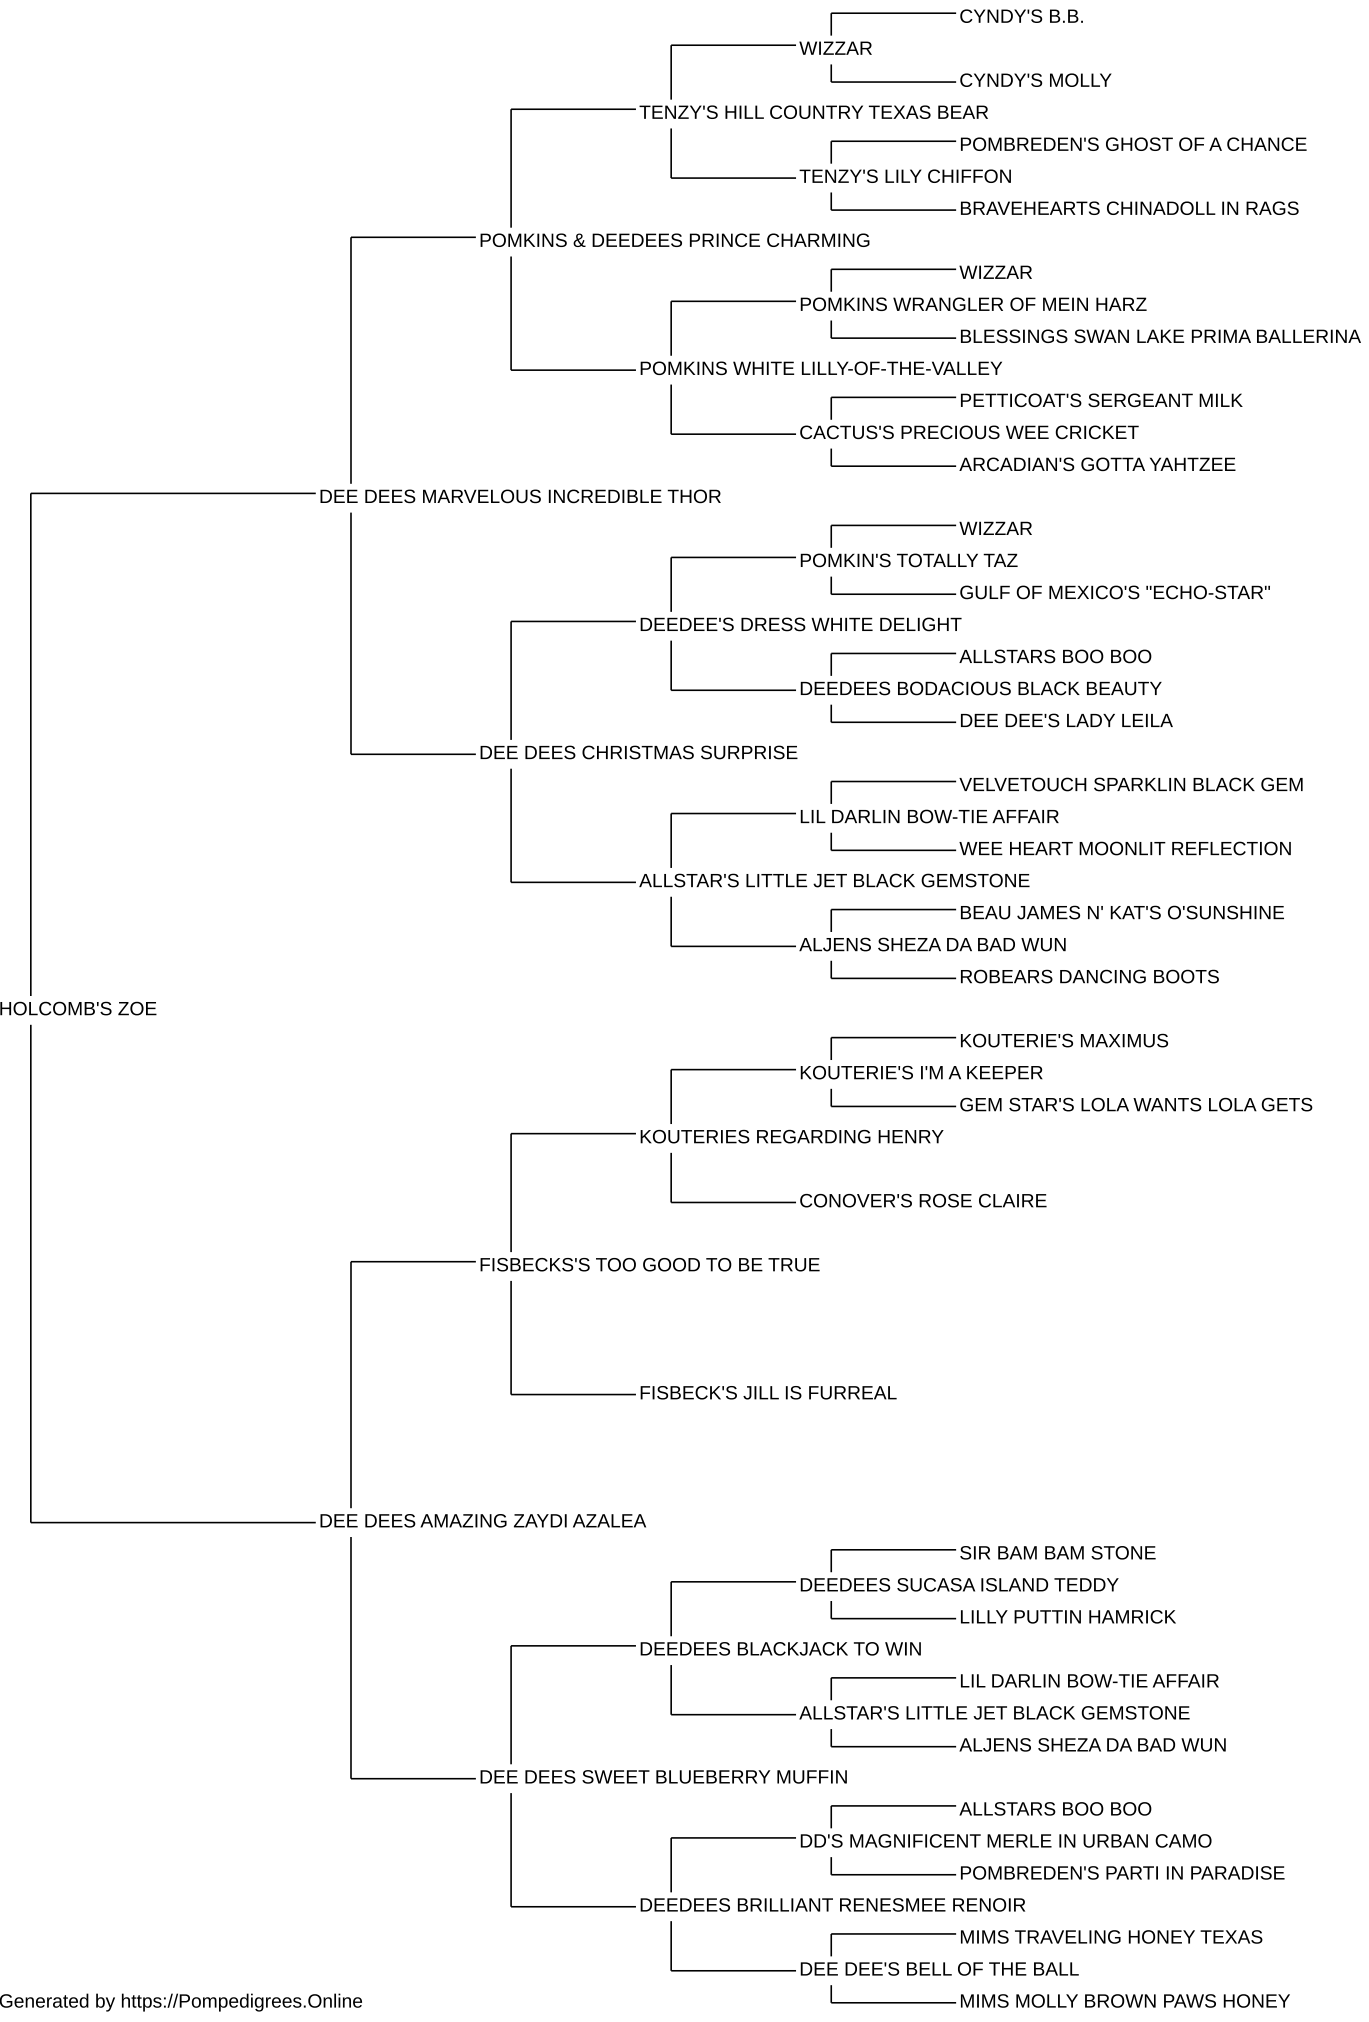 CYNDY'S B.B.
WIZZAR
CYNDY'S MOLLY
TENZY'S HILL COUNTRY TEXAS BEAR
POMBREDEN'S GHOST OF A CHANCE
TENZY'S LILY CHIFFON
BRAVEHEARTS CHINADOLL IN RAGS
POMKINS & DEEDEES PRINCE CHARMING
WIZZAR
POMKINS WRANGLER OF MEIN HARZ
BLESSINGS SWAN LAKE PRIMA BALLERINA
POMKINS WHITE LILLY-OF-THE-VALLEY
PETTICOAT'S SERGEANT MILK
CACTUS'S PRECIOUS WEE CRICKET
ARCADIAN'S GOTTA YAHTZEE
DEE DEES MARVELOUS INCREDIBLE THOR
WIZZAR
POMKIN'S TOTALLY TAZ
GULF OF MEXICO'S "ECHO-STAR"
DEEDEE'S DRESS WHITE DELIGHT
ALLSTARS BOO BOO
DEEDEES BODACIOUS BLACK BEAUTY
DEE DEE'S LADY LEILA
DEE DEES CHRISTMAS SURPRISE
VELVETOUCH SPARKLIN BLACK GEM
LIL DARLIN BOW-TIE AFFAIR
WEE HEART MOONLIT REFLECTION
ALLSTAR'S LITTLE JET BLACK GEMSTONE
BEAU JAMES N' KAT'S O'SUNSHINE
ALJENS SHEZA DA BAD WUN
ROBEARS DANCING BOOTS
HOLCOMB'S ZOE
KOUTERIE'S MAXIMUS
KOUTERIE'S I'M A KEEPER
GEM STAR'S LOLA WANTS LOLA GETS
KOUTERIES REGARDING HENRY
CONOVER'S ROSE CLAIRE
FISBECKS'S TOO GOOD TO BE TRUE
FISBECK'S JILL IS FURREAL
DEE DEES AMAZING ZAYDI AZALEA
SIR BAM BAM STONE
DEEDEES SUCASA ISLAND TEDDY
LILLY PUTTIN HAMRICK
DEEDEES BLACKJACK TO WIN
LIL DARLIN BOW-TIE AFFAIR
ALLSTAR'S LITTLE JET BLACK GEMSTONE
ALJENS SHEZA DA BAD WUN
DEE DEES SWEET BLUEBERRY MUFFIN
ALLSTARS BOO BOO
DD'S MAGNIFICENT MERLE IN URBAN CAMO
POMBREDEN'S PARTI IN PARADISE
DEEDEES BRILLIANT RENESMEE RENOIR
MIMS TRAVELING HONEY TEXAS
DEE DEE'S BELL OF THE BALL
MIMS MOLLY BROWN PAWS HONEY
Generated by https://Pompedigrees.Online